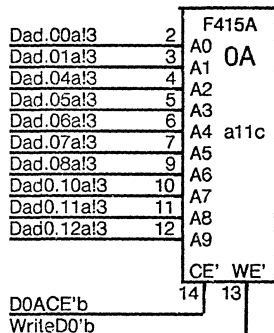 F415A
Dad.00a!3 2 A0 0A
Dad.01a!3 3 A1
Dad.04a!3 4 A2
Dad.05a!3 5 A3
Dad.06a!3 6 A4 a11c
Dad.07a!3 7 A5
Dad.08a!3 9 A6
Dad0.10a!3 10 A7
Dad0.11a!3 11 A8
Dad0.12a!3 12 A9
CE' WE'
14 13
D0ACE'b
WriteD0'b